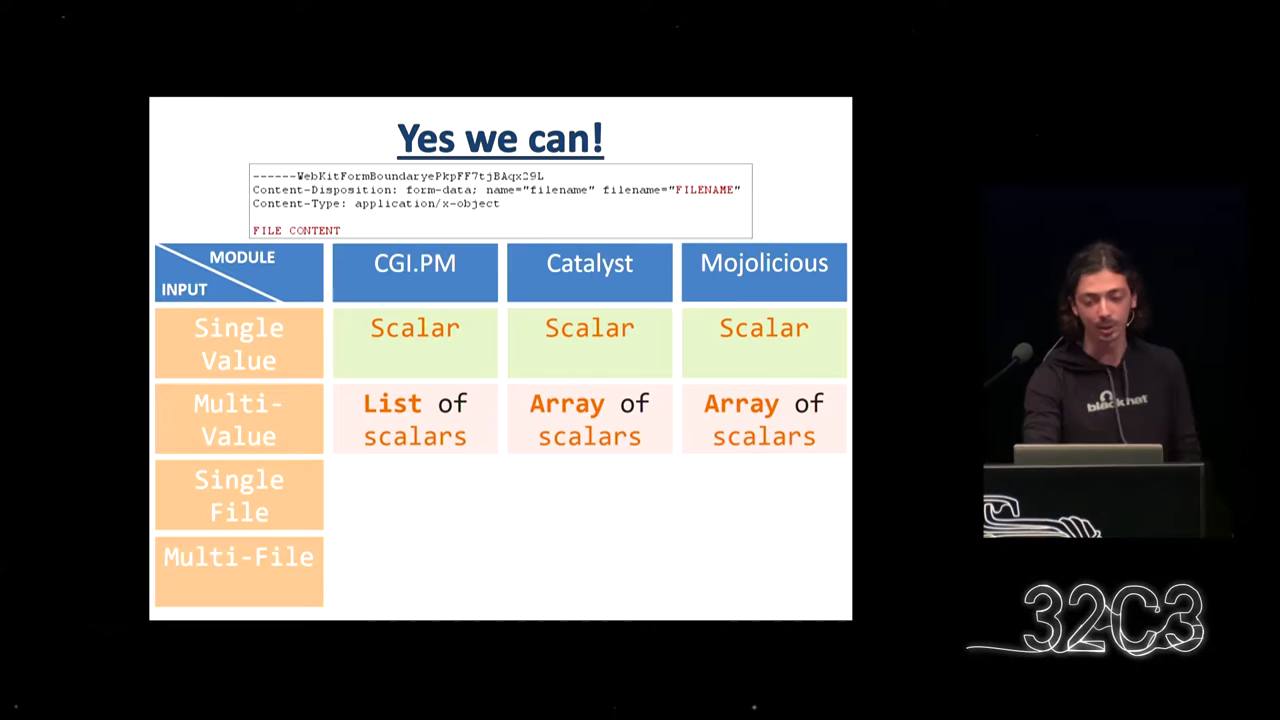 Yes we can!
------WebKitFormBoundaryePkpFF7tjBAqx29L
Content-Disposition: form-data; name="filename" filename="FILENAME"
Content-Type: application/x-object
FILE CONTENT
MODULE
INPUT
CGI.PM
Catalyst
Mojolicious
Single
Value
Scalar
Scalar
Scalar
Multi-
Value
List of
scalars
Array of
scalars
Array of
scalars
Single
File
Multi-File
blackhat
32C3